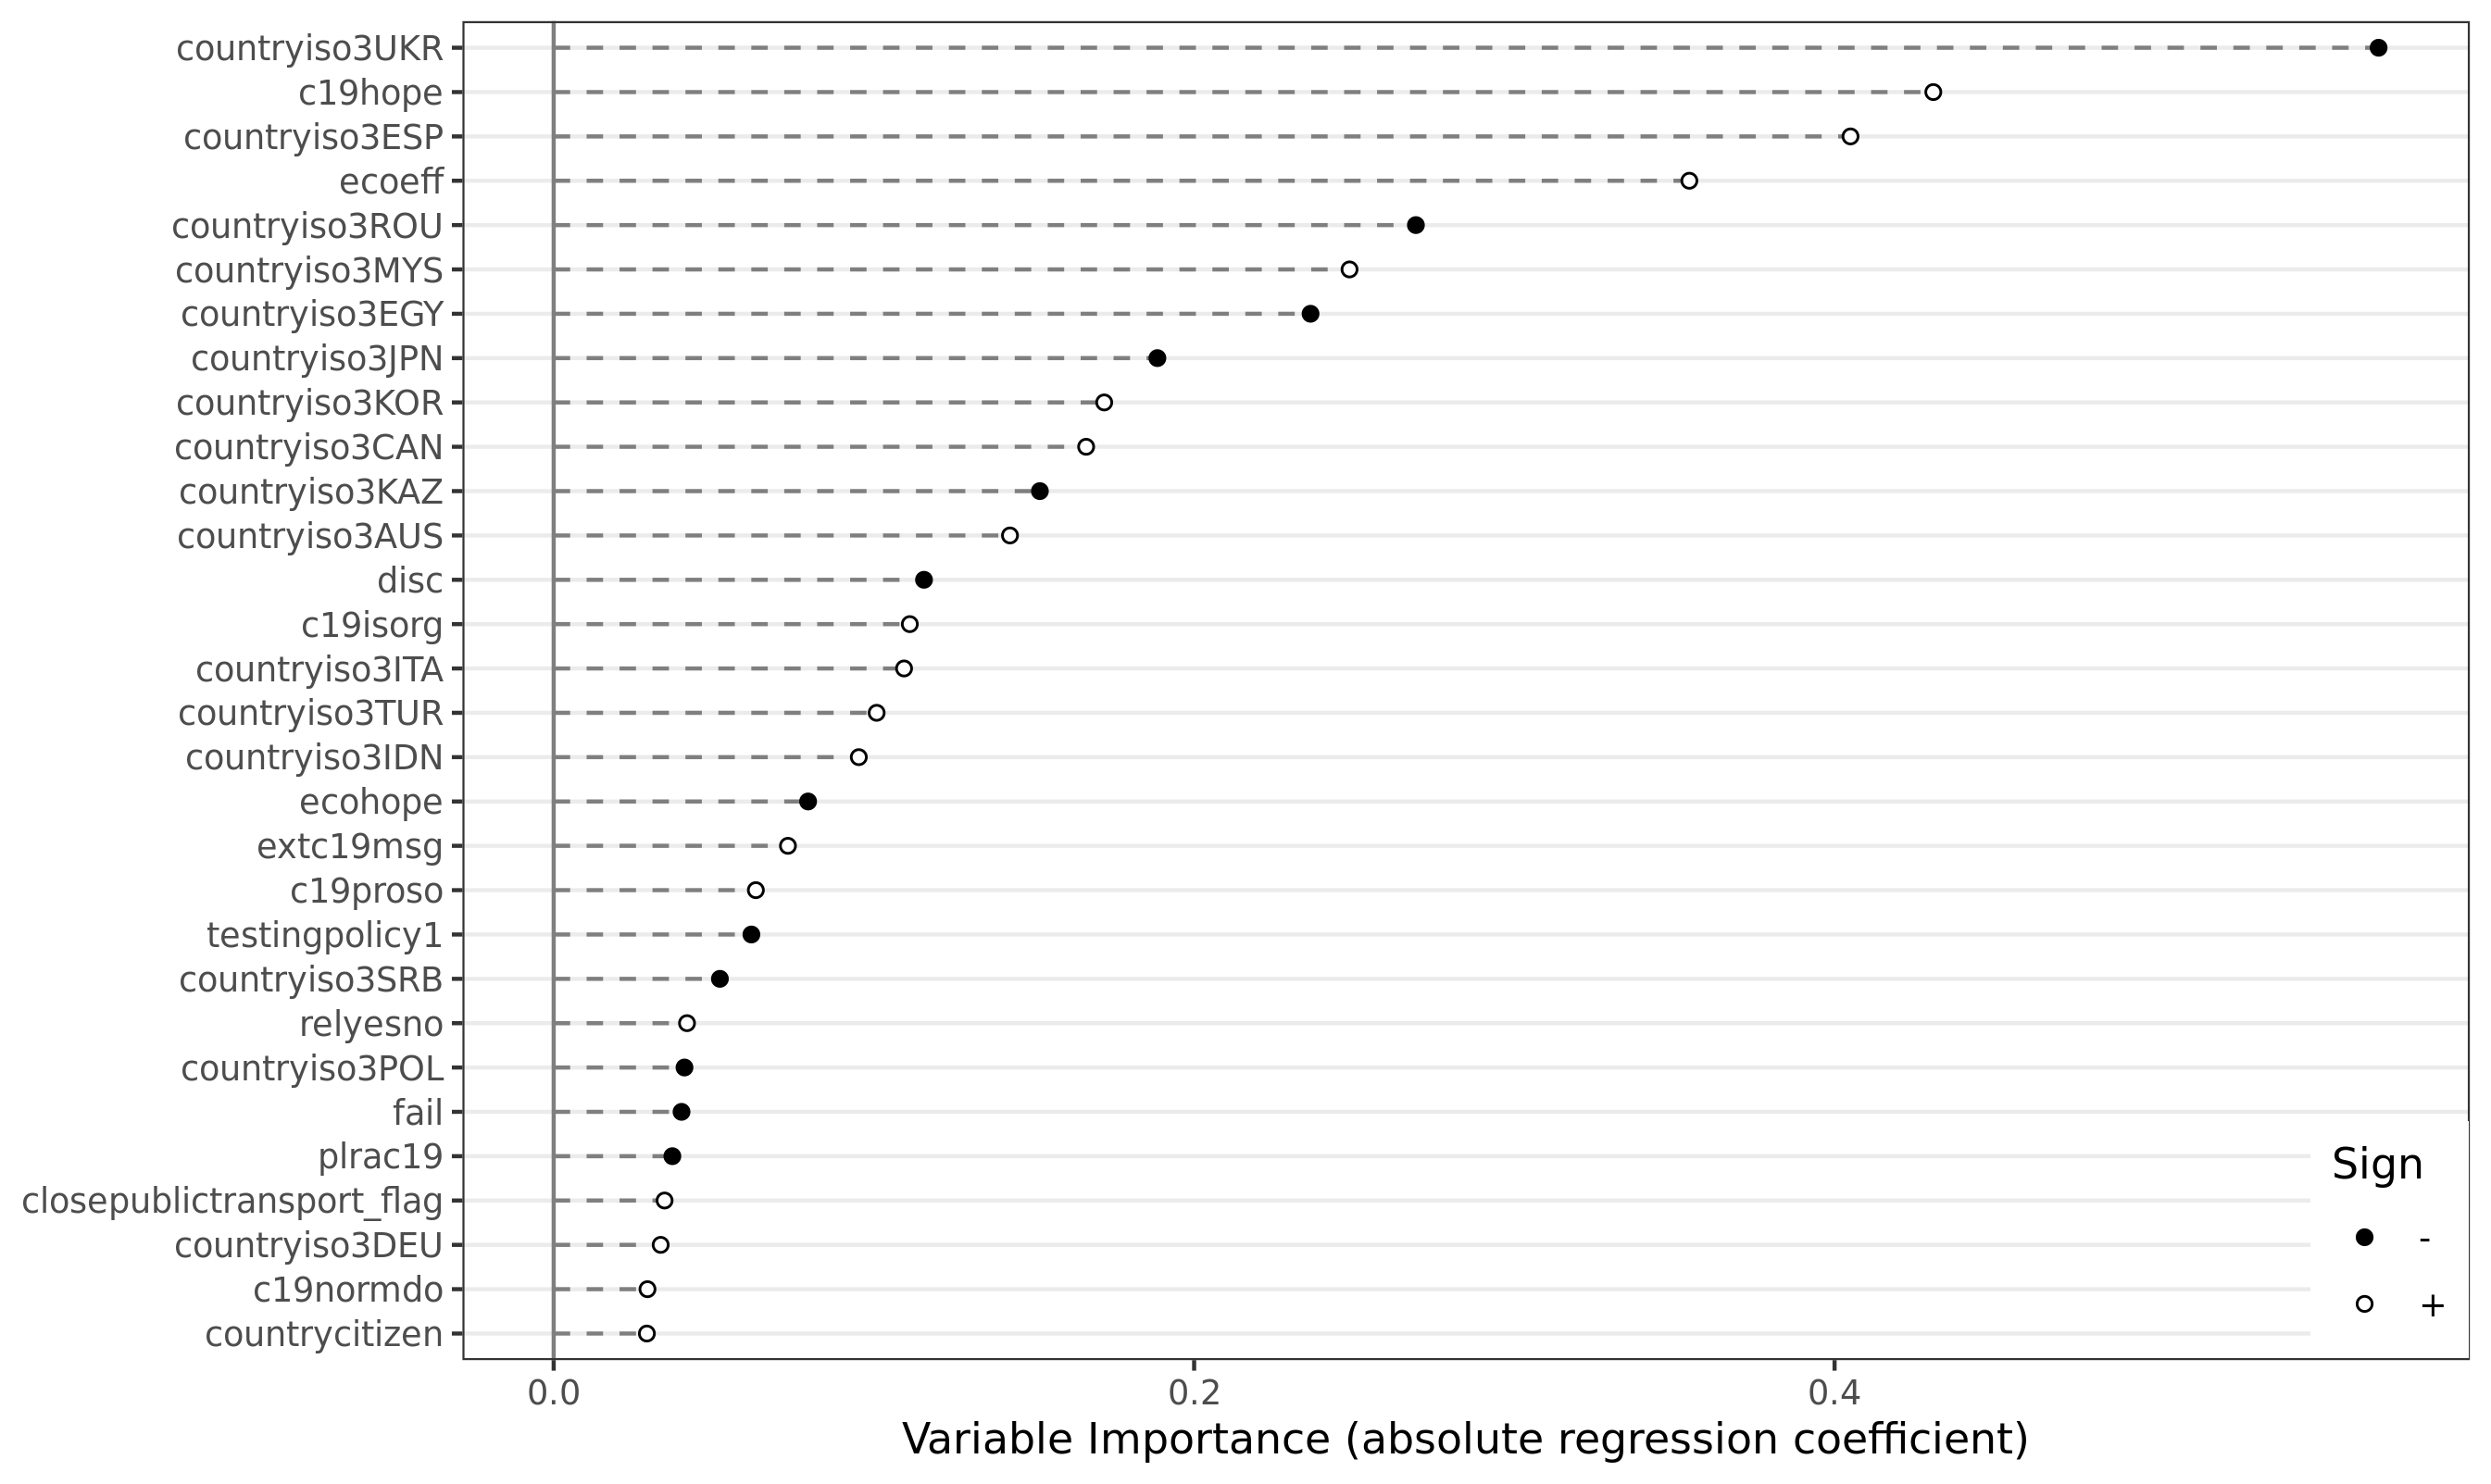 countryiso3UKR
c19hope
countryiso3ESP
ecoeff
countryiso3ROU
countryiso3MYS
countryiso3EGY
countryiso3JPN
countryiso3KOR
countryiso3CAN
countryiso3KAZ
countryiso3AUS
disc
c19isorg
countryiso3ITA
countryiso3TUR
countryiso3IDN
ecohope
extc19msg
c19proso
testingpolicy1
countryiso3SRB
relyesno
countryiso3POL
fail
plrac19
closepublictransport_flag
countryiso3DEU
c19normdo
countrycitizen
Sign
-
+
0.0 0.2 0.4
Variable Importance (absolute regression coefficient)